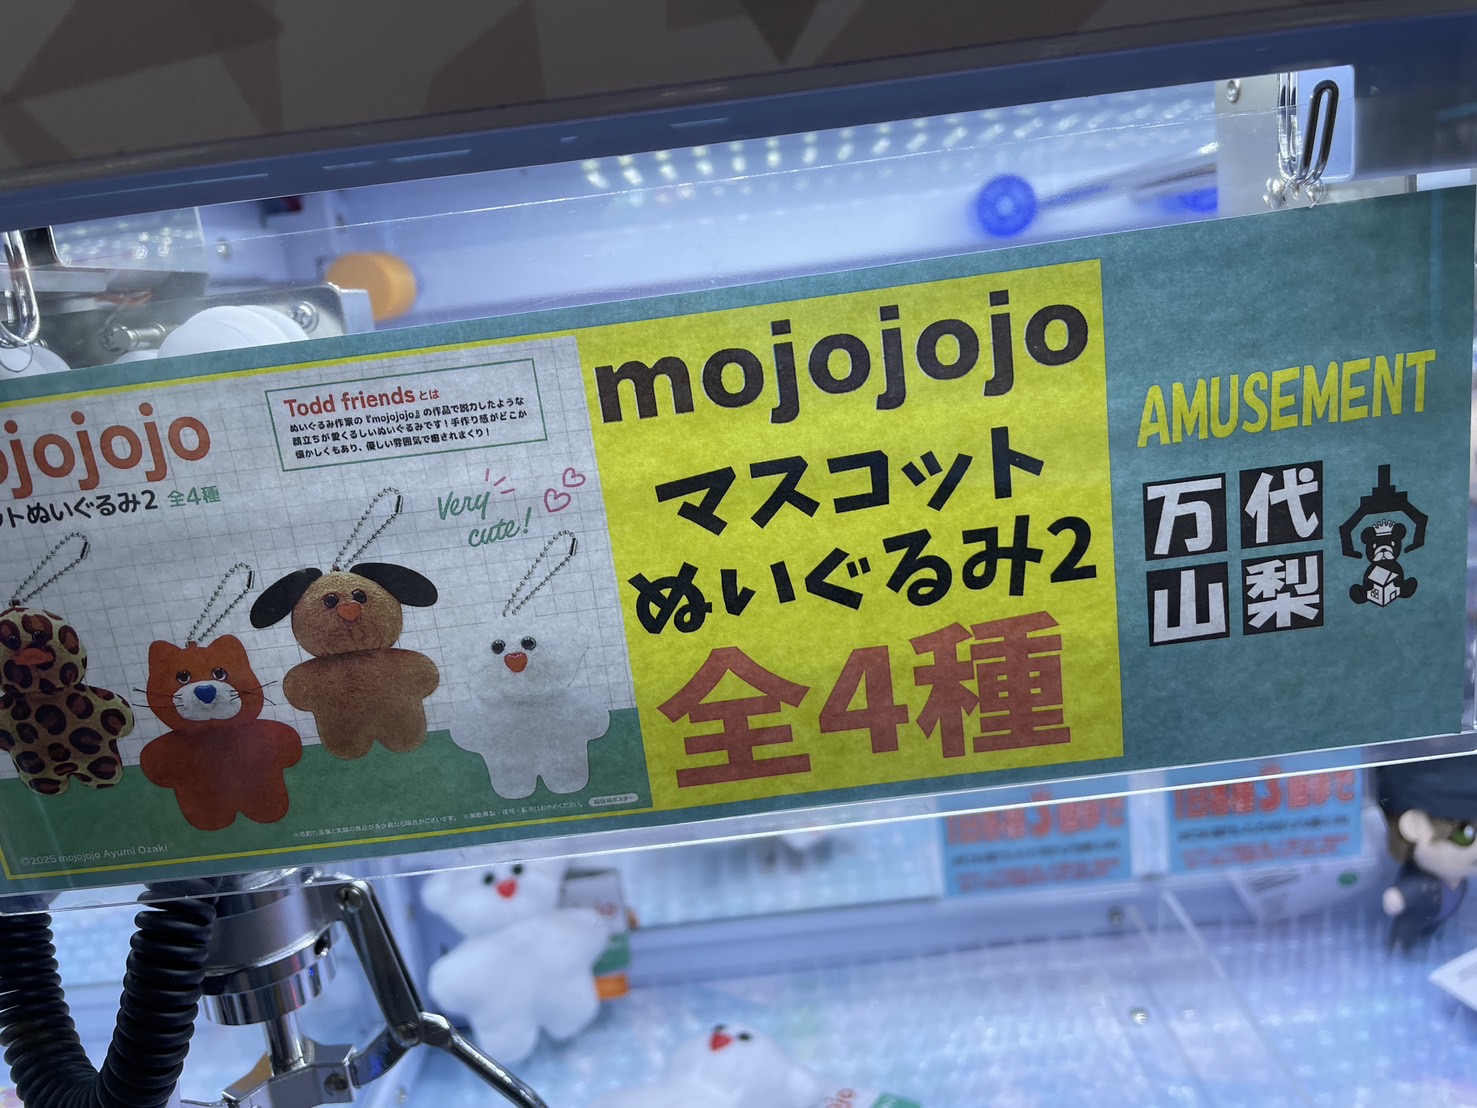 ojojojo
ットぬいぐるみ2 全4種
Todd friendsとは
ぬいぐるみ作家の『mojojojo』の作品で脱力したような
顔立ちが愛くるしいぬいぐるみです！手作り感がどこか
懐かしくもあり、優しい雰囲気で癒されまくり！
Very
cute!
©2025 mojojojo Ayumi Ozaki
mojojojo
マスコット
ぬいぐるみ2
全4種
AMUSEMENT
万代
山梨